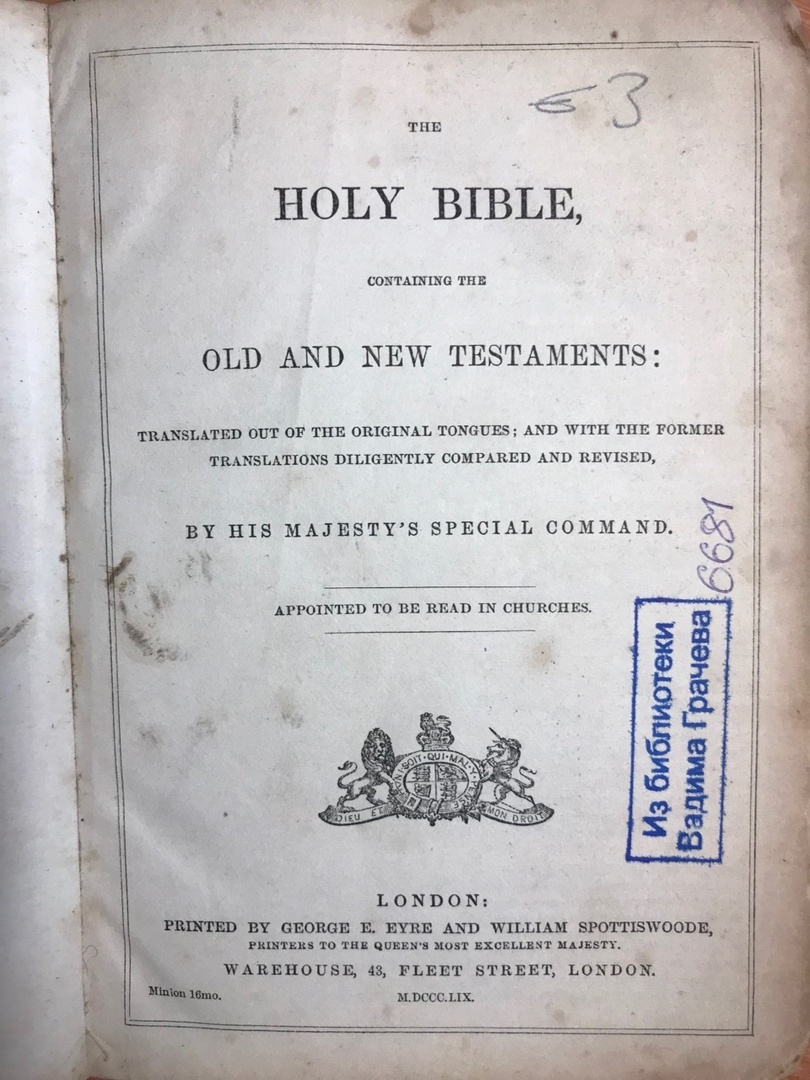 € 3
THE
HOLY BIBLE,
CONTAINING THE
OLD AND NEW TESTAMENTS:
TRANSLATED OUT OF THE ORIGINAL TONGUES; AND WITH THE FORMER
TRANSLATIONS DILIGENTLY COMPARED AND REVISED,
BY HIS MAJESTY'S SPECIAL COMMAND.
APPOINTED TO BE READ IN CHURCHES.
6681
Из библиотеки
Вадима Грачева
SOIT·QUI·MAL·Y
DIEU ET MON DROIT
LONDON:
PRINTED BY GEORGE E. EYRE AND WILLIAM SPOTTISWOODE,
PRINTERS TO THE QUEEN'S MOST EXCELLENT MAJESTY.
WAREHOUSE, 43, FLEET STREET, LONDON.
Minion 16mo.
M.DCCC.LIX.